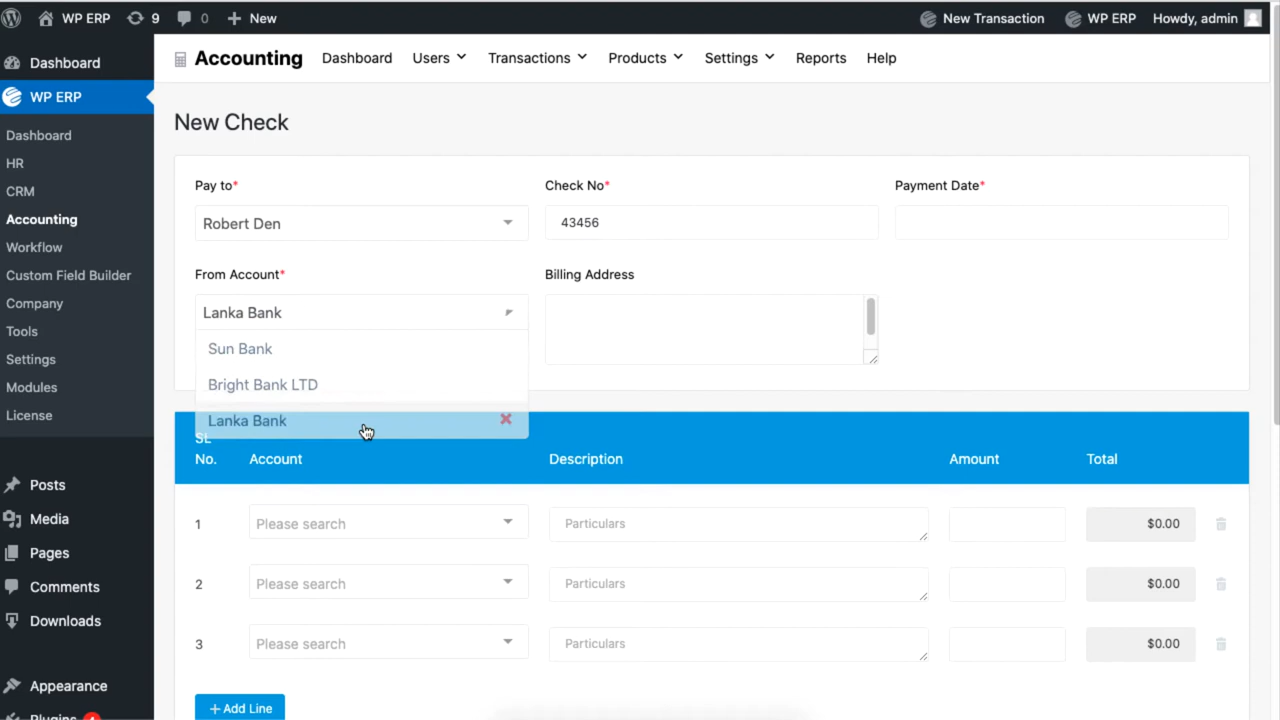 WP ERP 9 0 New New Transaction WP ERP Howdy, admin
Dashboard
WP ERP
Dashboard
HR
CRM
Accounting
Workflow
Custom Field Builder
Company
Tools
Settings
Modules
License
Posts
Media
Pages
Comments
Downloads
Appearance
Plugins 4
Accounting Dashboard Users Transactions Products Settings Reports Help
New Check
Pay to* Check No* Payment Date*
Robert Den 43456
From Account* Billing Address
Lanka Bank
Sun Bank
Bright Bank LTD
Lanka Bank
SL
No. Account Description Amount Total
1 Please search Particulars $0.00
2 Please search Particulars $0.00
3 Please search Particulars $0.00
+ Add Line